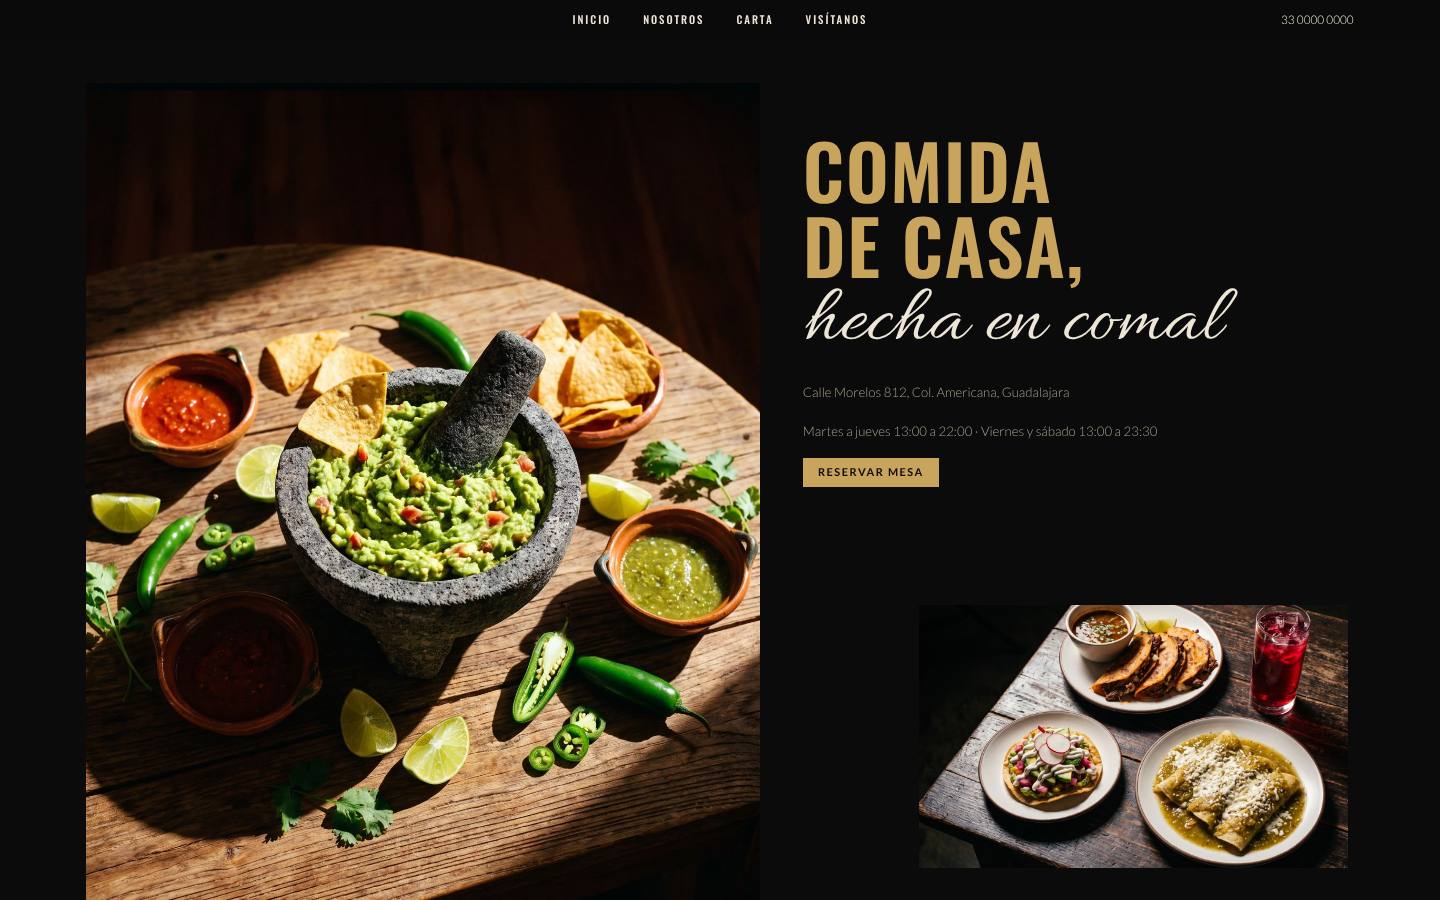 INICIO NOSOTROS CARTA VISÍTANOS 33 0000 0000
COMIDA
DE CASA,
hecha en comal
Calle Morelos 812, Col. Americana, Guadalajara
Martes a jueves 13:00 a 22:00 · Viernes y sábado 13:00 a 23:30
RESERVAR MESA